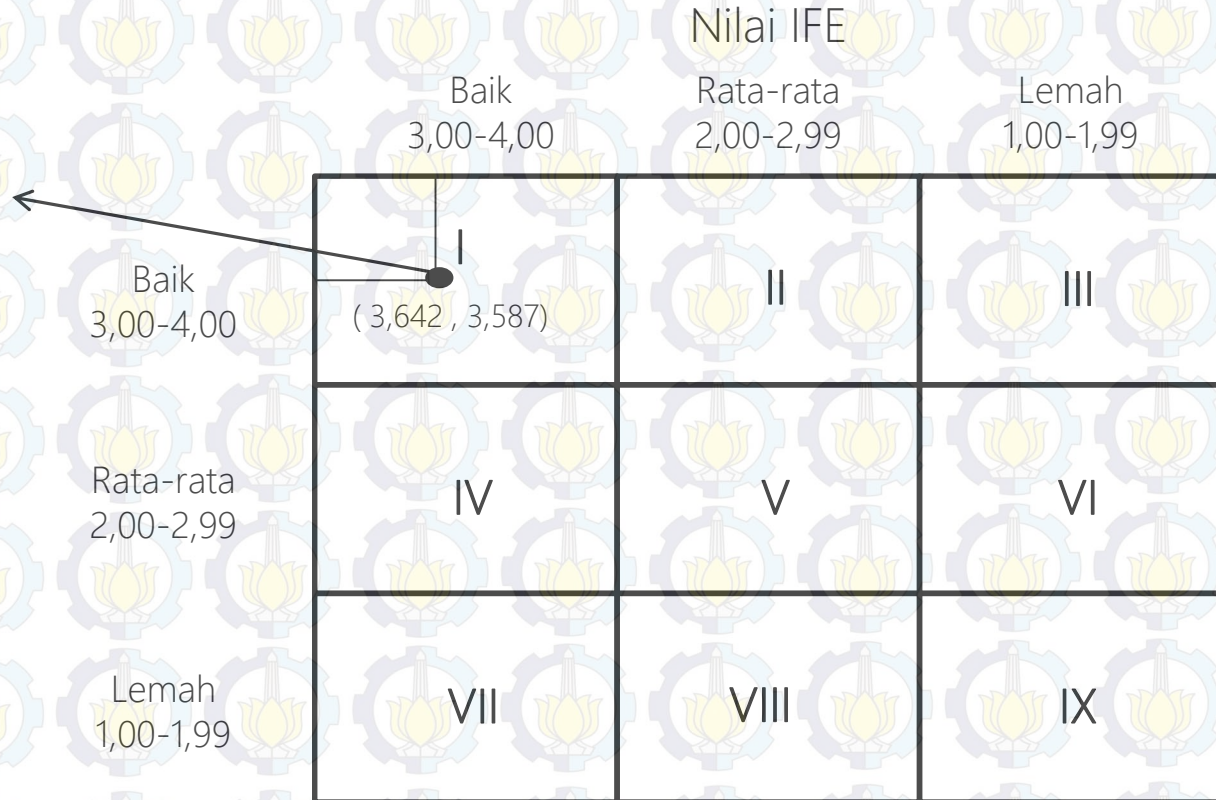 Nilai IFE
Baik
3,00-4,00
Rata-rata
2,00-2,99
Lemah
1,00-1,99
Baik
3,00-4,00
I
( 3,642 , 3,587)
II
III
Rata-rata
2,00-2,99
IV
V
VI
Lemah
1,00-1,99
VII
VIII
IX